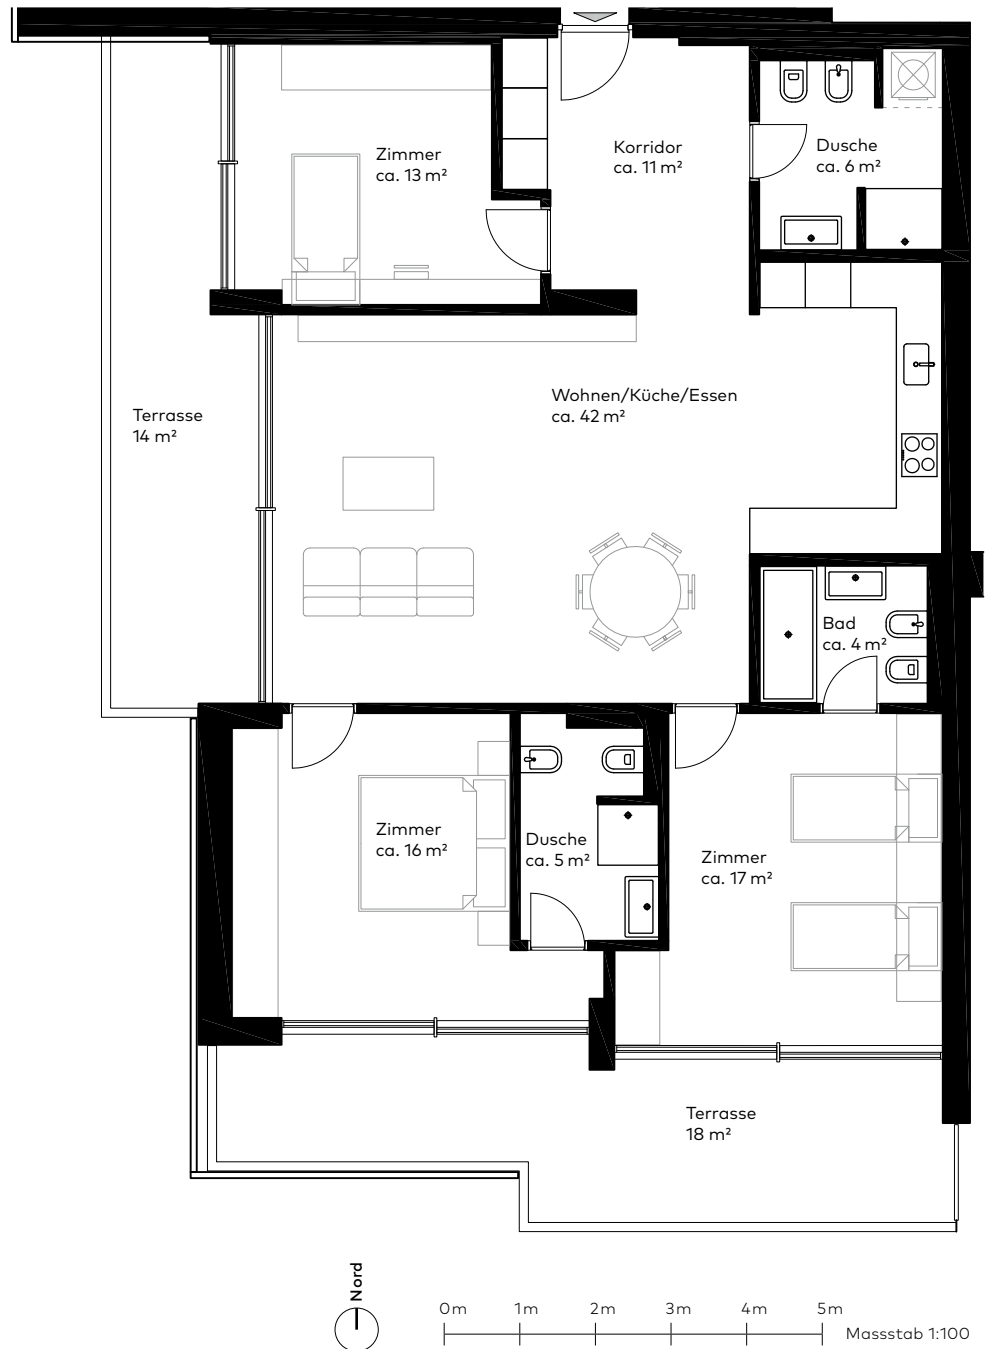 Zimmer
ca. 13 m²
Korridor
ca. 11 m²
Dusche
ca. 6 m²
Wohnen/Küche/Essen
ca. 42 m²
Terrasse
14 m²
Bad
ca. 4 m²
Zimmer
ca. 16 m²
Dusche
ca. 5 m²
Zimmer
ca. 17 m²
Terrasse
18 m²
Nord
0m 1m 2m 3m 4m 5m
Massstab 1:100